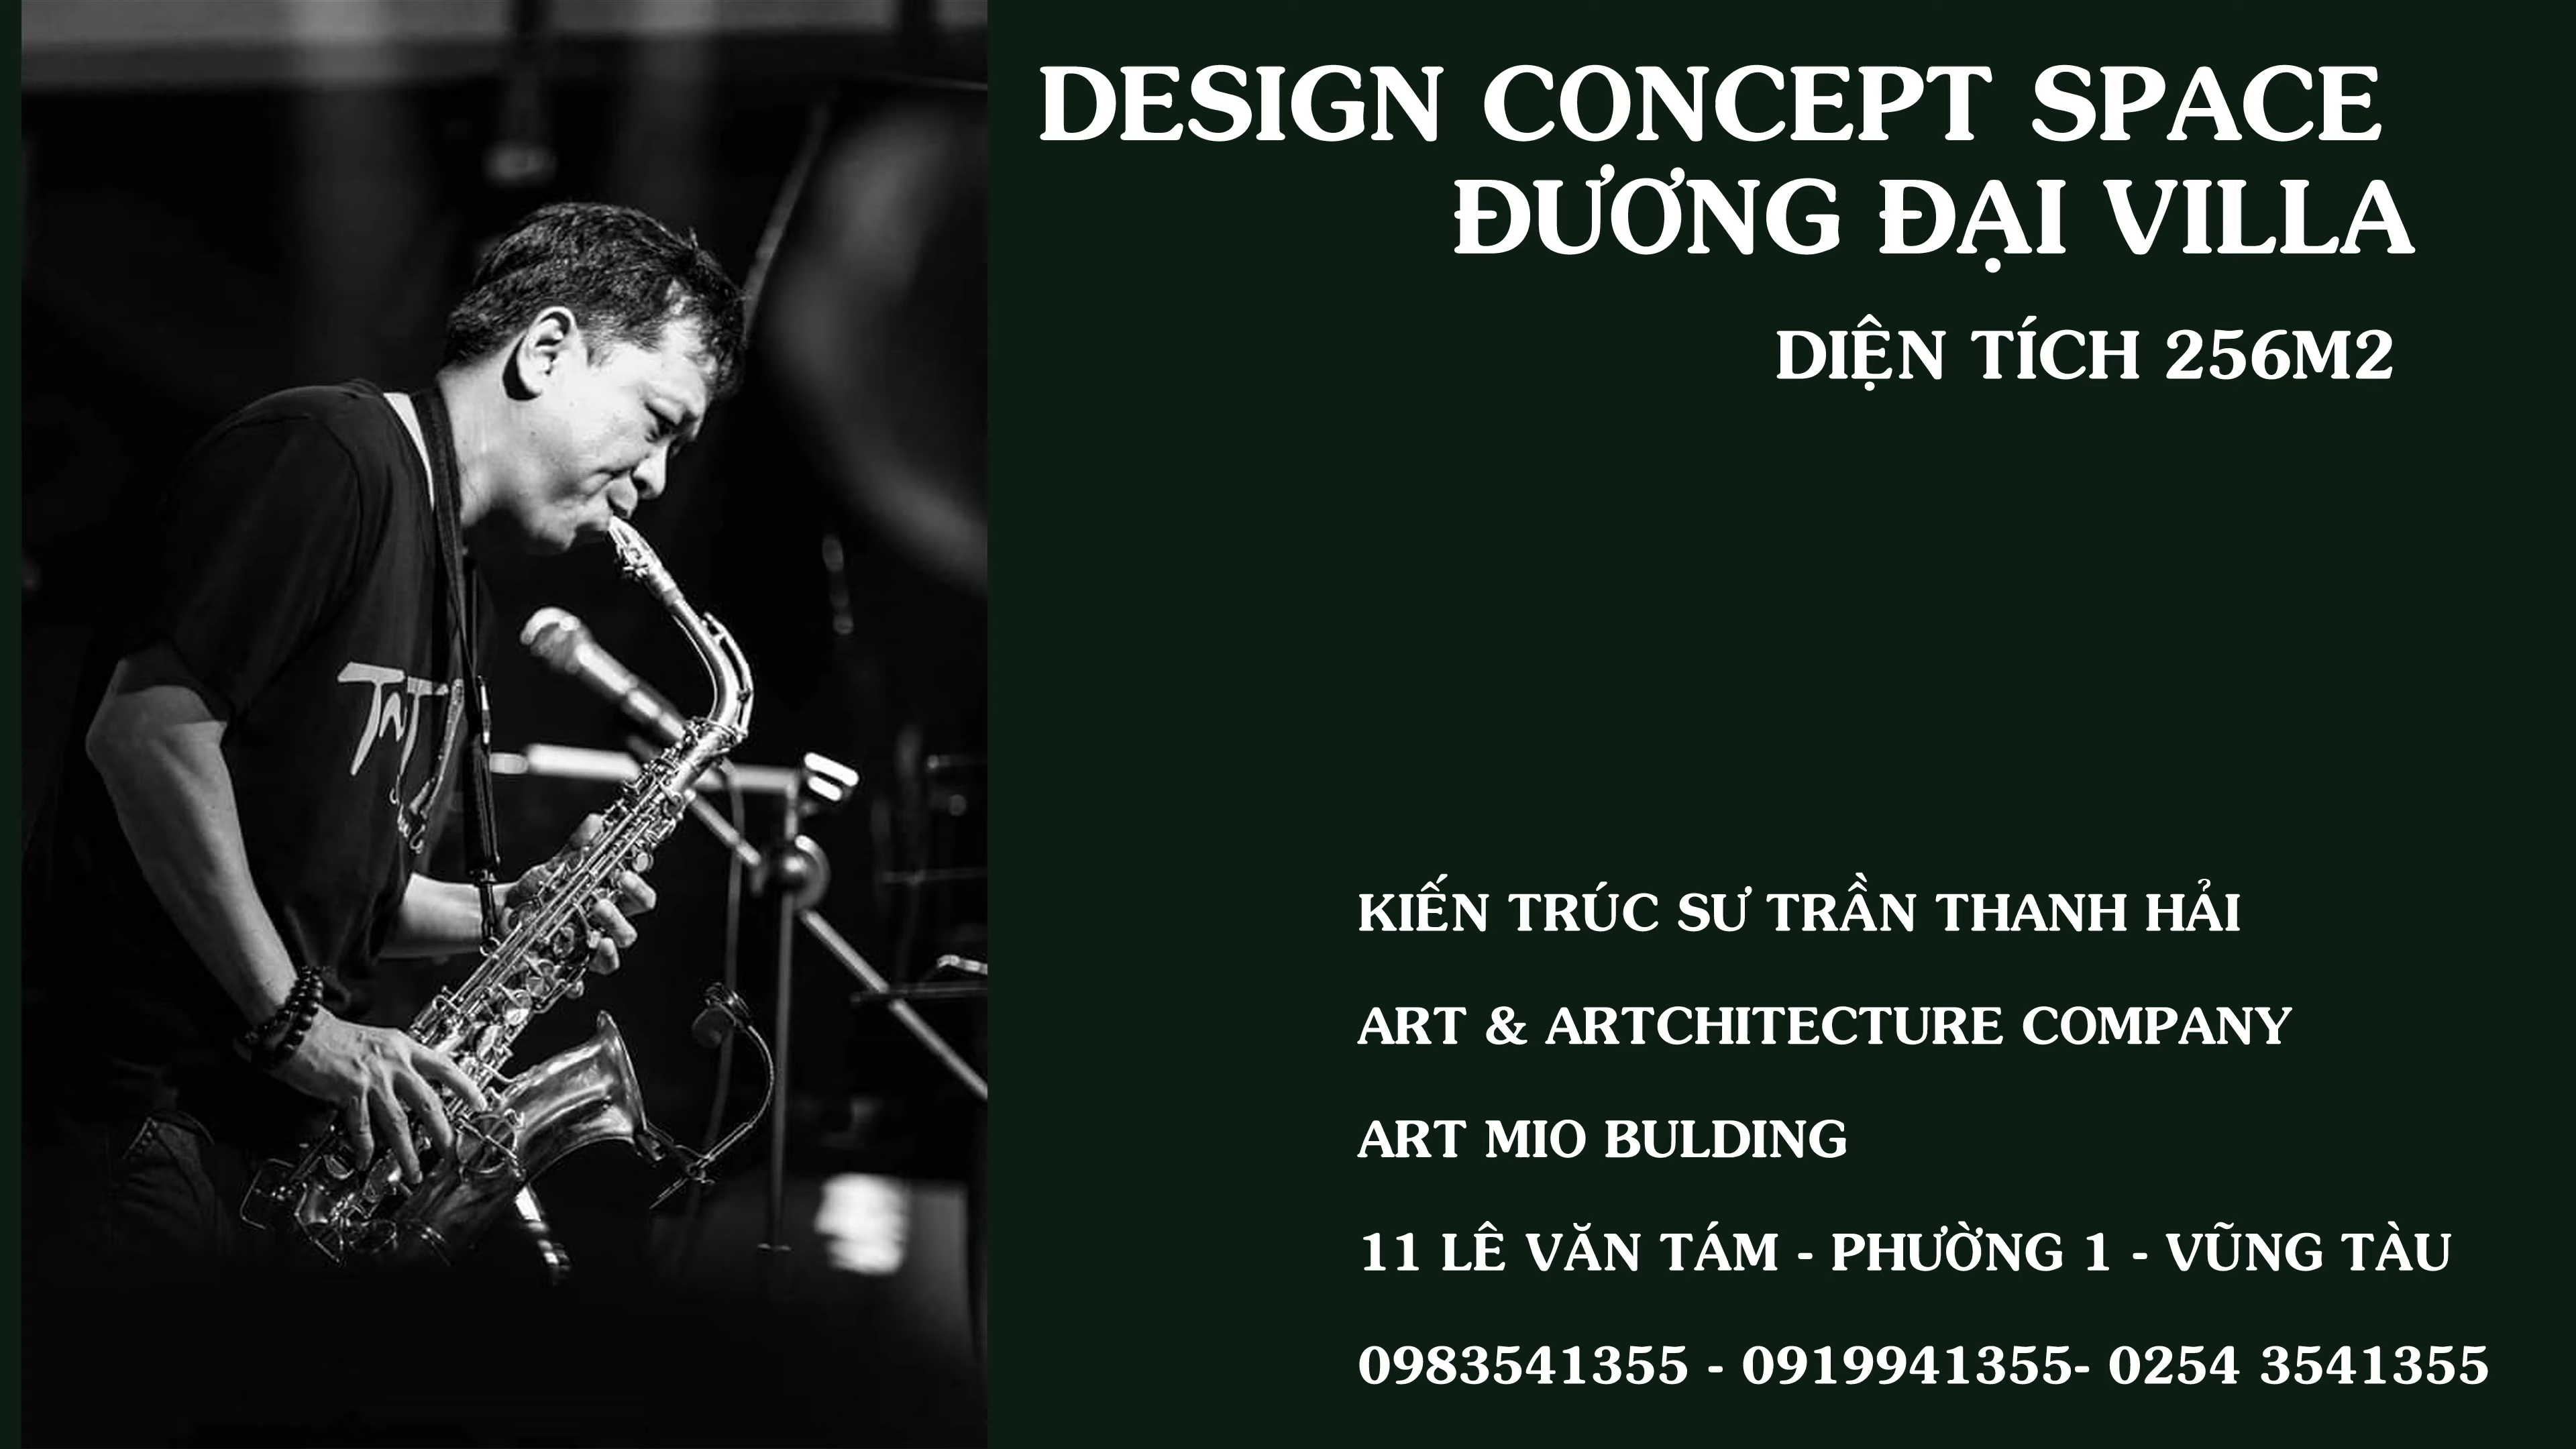 DESIGN CONCEPT SPACE
ĐƯƠNG ĐẠI VILLA
DIỆN TÍCH 256M2
TNT
KIẾN TRÚC SƯ TRẦN THANH HẢI
ART & ARTCHITECTURE COMPANY
ART MIO BULDING
11 LÊ VĂN TÁM - PHƯỜNG 1 - VŨNG TÀU
0983541355 - 0919941355- 0254 3541355